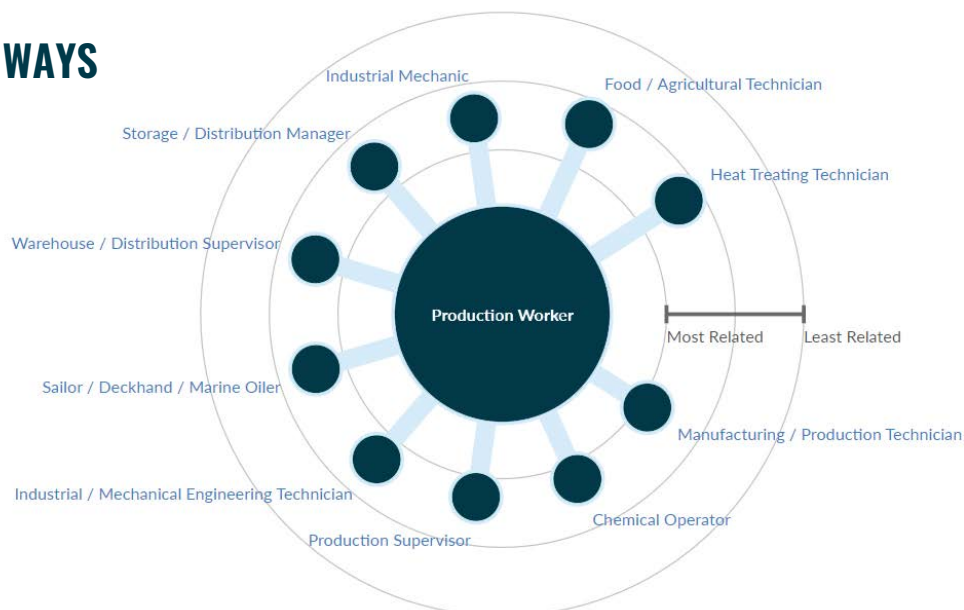 WAYS
Industrial Mechanic
Food / Agricultural Technician
Storage / Distribution Manager
Heat Treating Technician
Warehouse / Distribution Supervisor
Production Worker
Most Related
Least Related
Sailor / Deckhand / Marine Oiler
Manufacturing / Production Technician
Industrial / Mechanical Engineering Technician
Chemical Operator
Production Supervisor